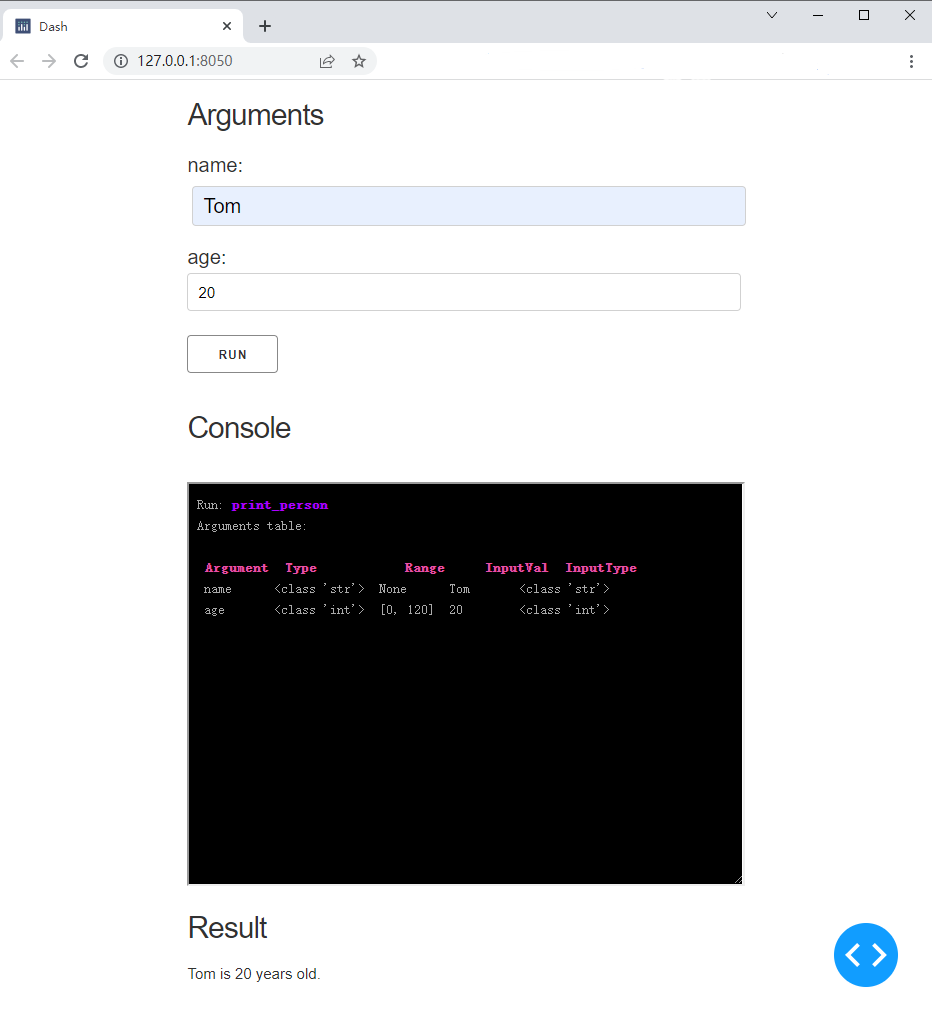 Dash
127.0.0.1:8050
Arguments
name:
Tom
age:
20
RUN
Console
Run: print_person
Arguments table:
Argument Type Range InputVal InputType
name <class 'str'> None Tom <class 'str'>
age <class 'int'> [0, 120] 20 <class 'int'>
Result
Tom is 20 years old.